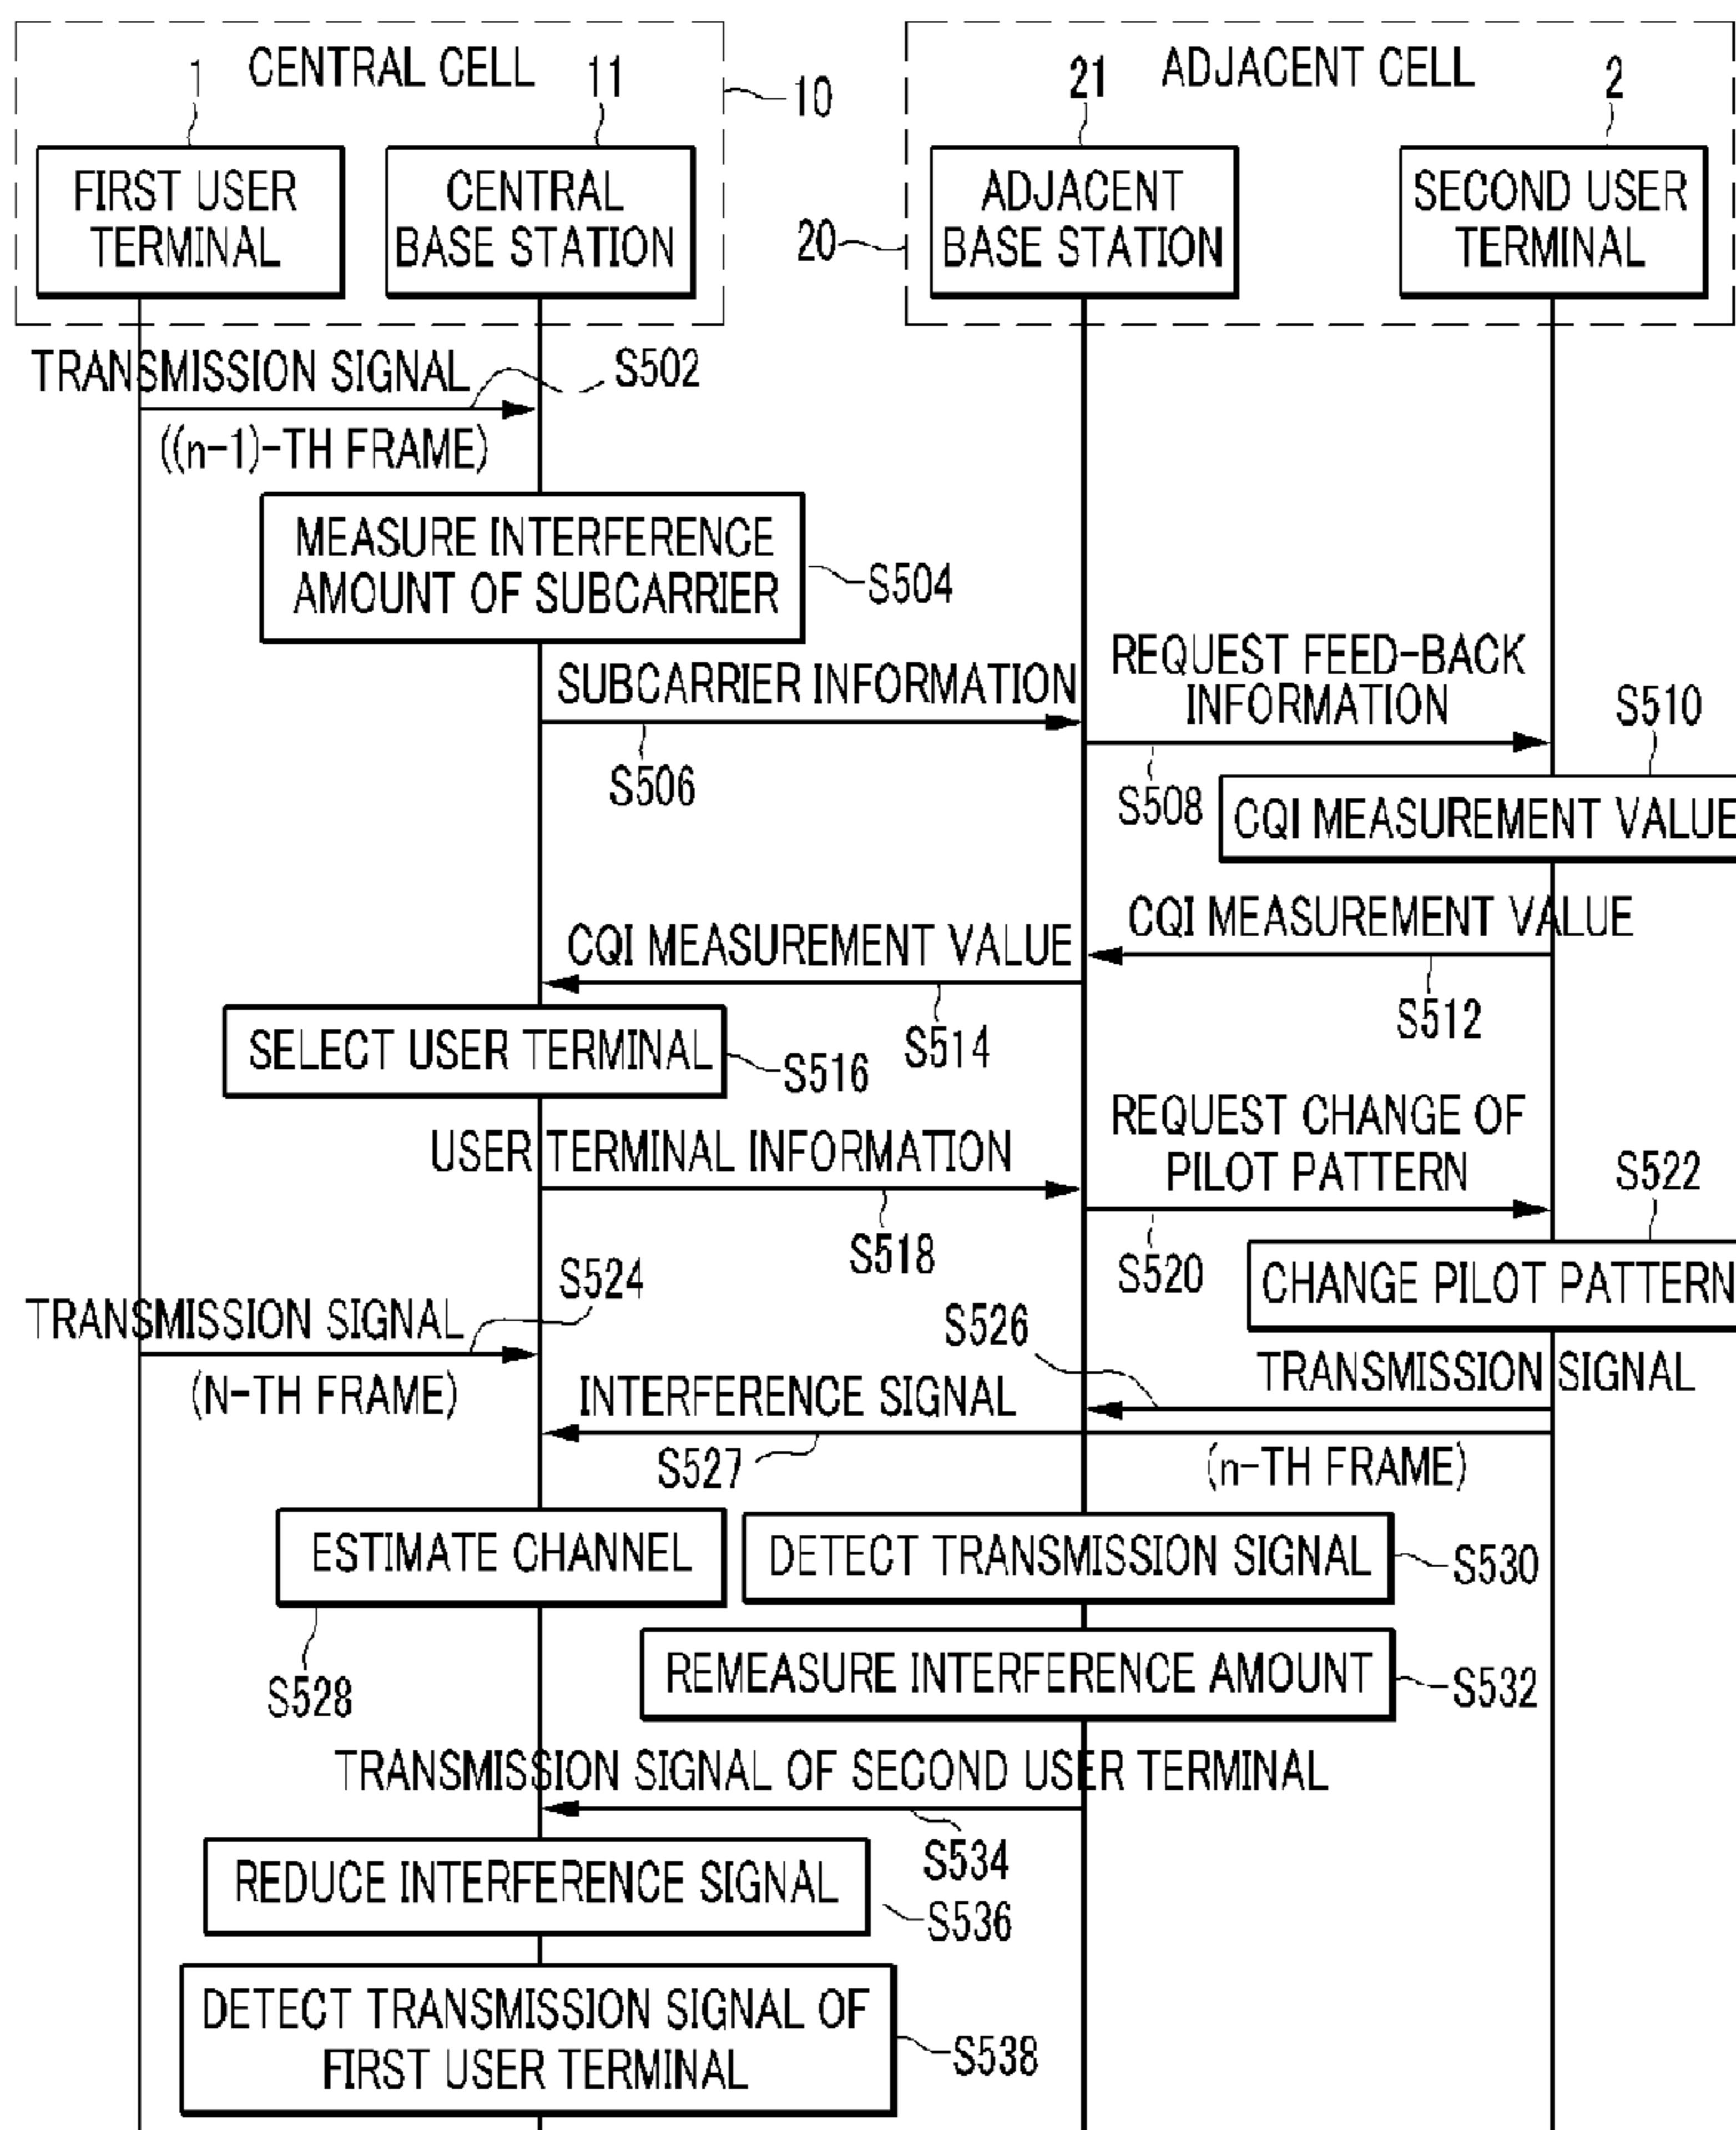 CENTRAL CELL
1
11
10
ADJACENT CELL
21
2
20
FIRST USER
TERMINAL
CENTRAL
BASE STATION
ADJACENT
BASE STATION
SECOND USER
TERMINAL
TRANSMISSION SIGNAL
S502
((n-1)-TH FRAME)
MEASURE INTERFERENCE
AMOUNT OF SUBCARRIER
S504
SUBCARRIER INFORMATION
S506
REQUEST FEED-BACK
INFORMATION
S508
S510
CQI MEASUREMENT VALUE
CQI MEASUREMENT VALUE
S512
CQI MEASUREMENT VALUE
S514
SELECT USER TERMINAL
S516
USER TERMINAL INFORMATION
S518
REQUEST CHANGE OF
PILOT PATTERN
S520
S522
CHANGE PILOT PATTERN
S524
TRANSMISSION SIGNAL
(N-TH FRAME)
S526
TRANSMISSION SIGNAL
INTERFERENCE SIGNAL
S527
(n-TH FRAME)
ESTIMATE CHANNEL
S528
DETECT TRANSMISSION SIGNAL
S530
REMEASURE INTERFERENCE AMOUNT
S532
TRANSMISSION SIGNAL OF SECOND USER TERMINAL
S534
REDUCE INTERFERENCE SIGNAL
S536
DETECT TRANSMISSION SIGNAL OF
FIRST USER TERMINAL
S538